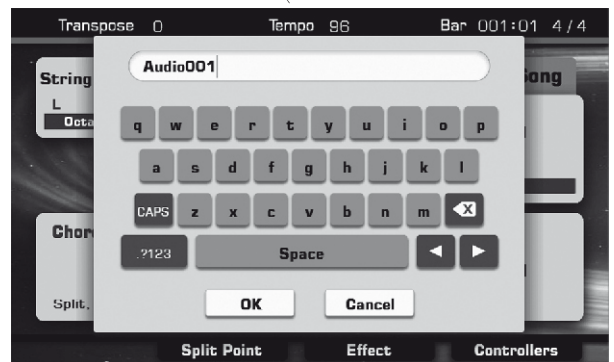 Transpose 0 Tempo 96 Bar 001:01 4/4
Audio001
String
ong
L
Octa
q w e r t y u i o p
a s d f g h j k l
CAPS z x c v b n m
.?123 Space
Chor
Split.
OK Cancel
Split Point Effect Controllers